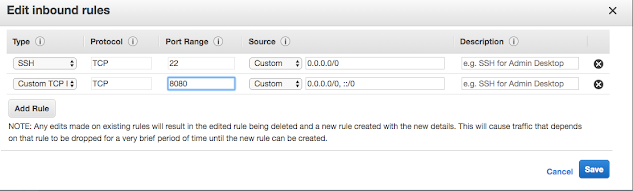 Edit inbound rules
Type Protocol Port Range Source Description
SSH TCP 22 Custom 0.0.0.0/0 e.g. SSH for Admin Desktop
Custom TCP I TCP 8080 Custom 0.0.0.0/0, ::/0 e.g. SSH for Admin Desktop
Add Rule
NOTE: Any edits made on existing rules will result in the edited rule being deleted and a new rule created with the new details. This will cause traffic that depends
on that rule to be dropped for a very brief period of time until the new rule can be created.
Cancel Save